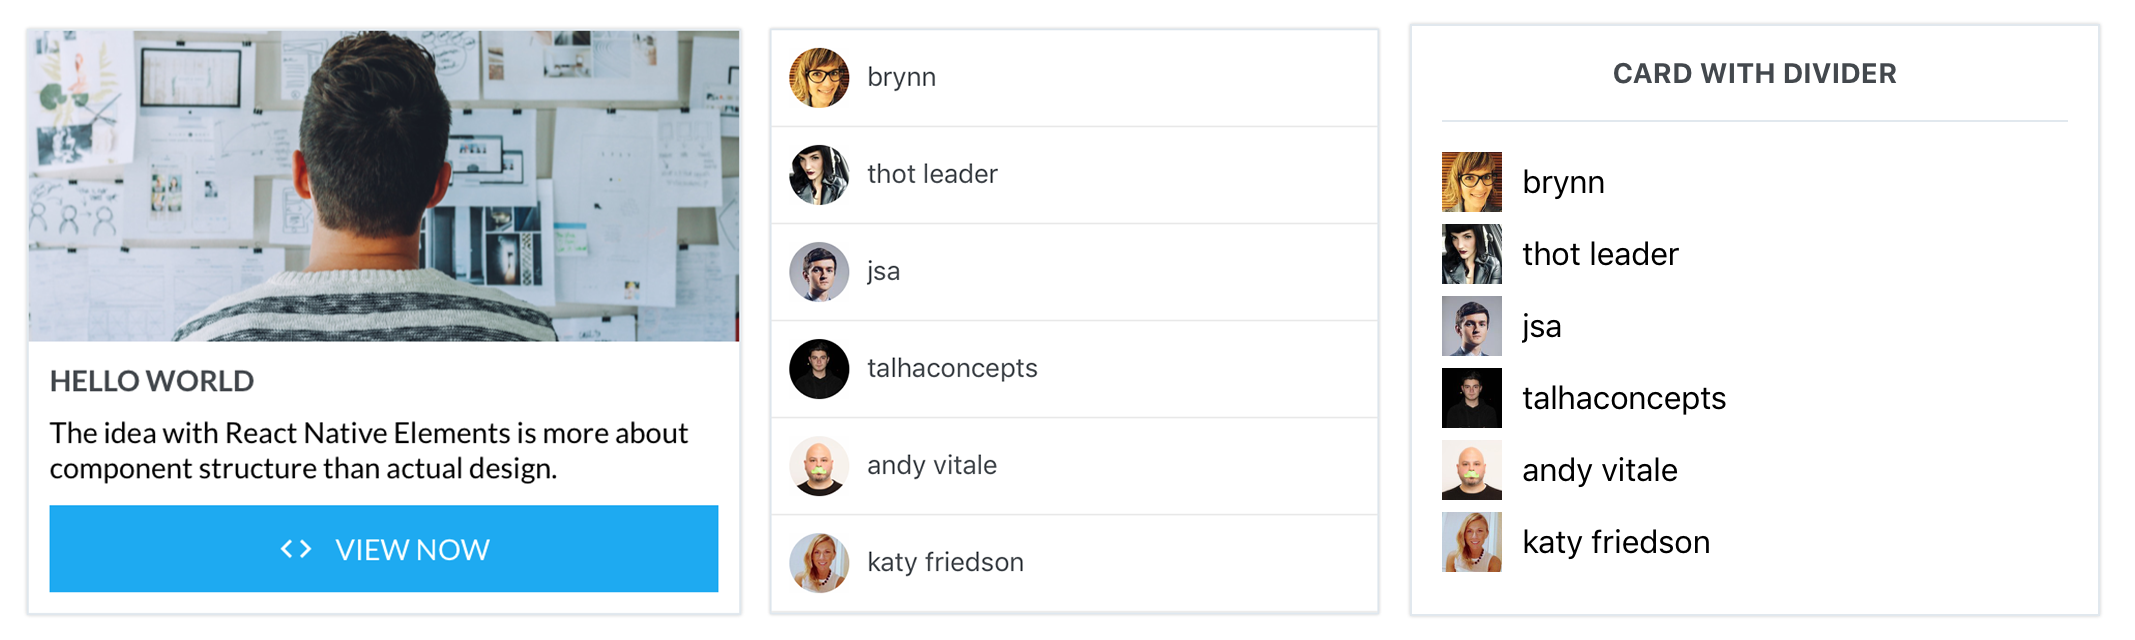 HELLO WORLD
The idea with React Native Elements is more about
component structure than actual design.
<> VIEW NOW
brynn
thot leader
jsa
talhaconcepts
andy vitale
katy friedson
CARD WITH DIVIDER
brynn
thot leader
jsa
talhaconcepts
andy vitale
katy friedson